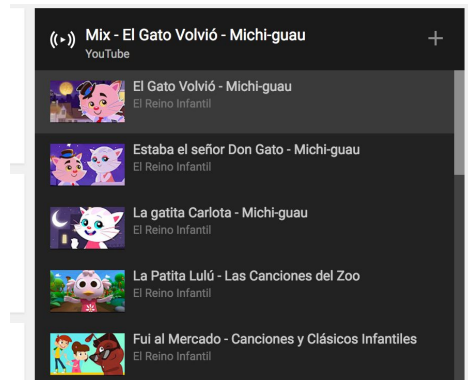 Mix - El Gato Volvió - Michi-guau
YouTube
El Gato Volvió - Michi-guau
El Reino Infantil
Estaba el señor Don Gato - Michi-guau
El Reino Infantil
La gatita Carlota - Michi-guau
El Reino Infantil
La Patita Lulú - Las Canciones del Zoo
El Reino Infantil
Fui al Mercado - Canciones y Clásicos Infantiles
El Reino Infantil